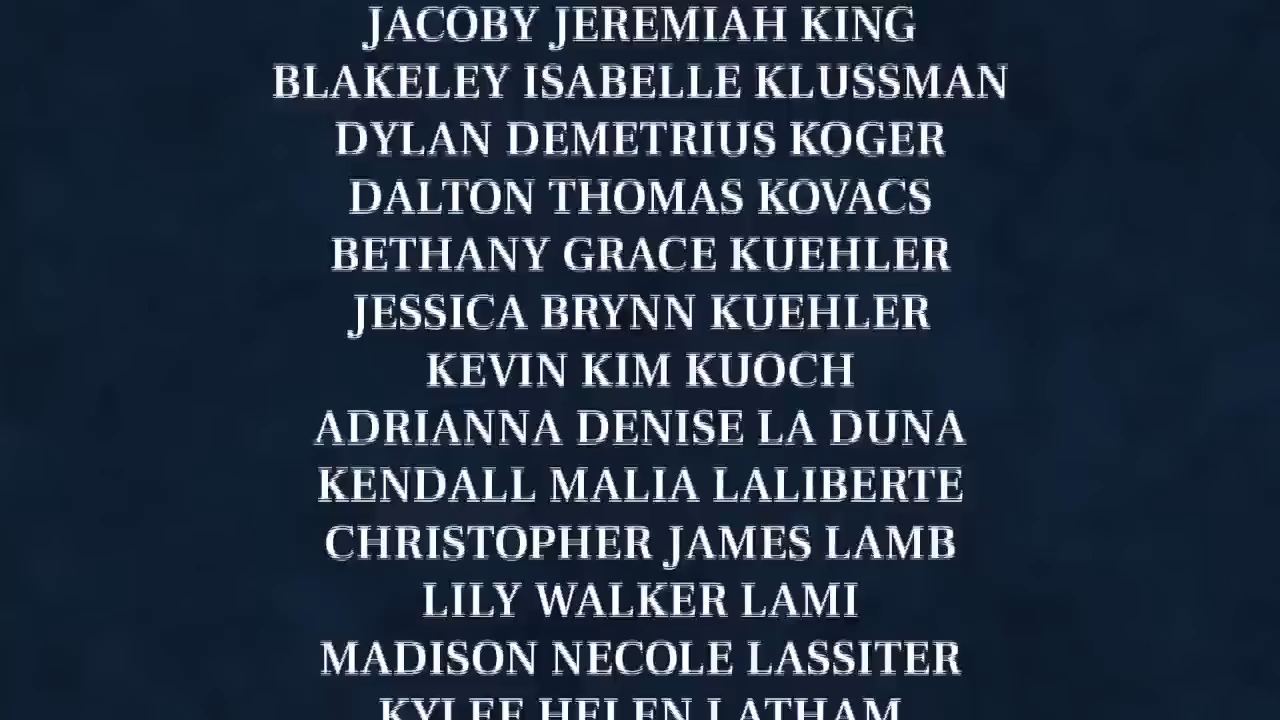 JACOBY JEREMIAH KING
BLAKELEY ISABELLE KLUSSMAN
DYLAN DEMETRIUS KOGER
DALTON THOMAS KOVACS
BETHANY GRACE KUEHLER
JESSICA BRYNN KUEHLER
KEVIN KIM KUOCH
ADRIANNA DENISE LA DUNA
KENDALL MALIA LALIBERTE
CHRISTOPHER JAMES LAMB
LILY WALKER LAMI
MADISON NECOLE LASSITER
KYLEE HELEN LATHAM